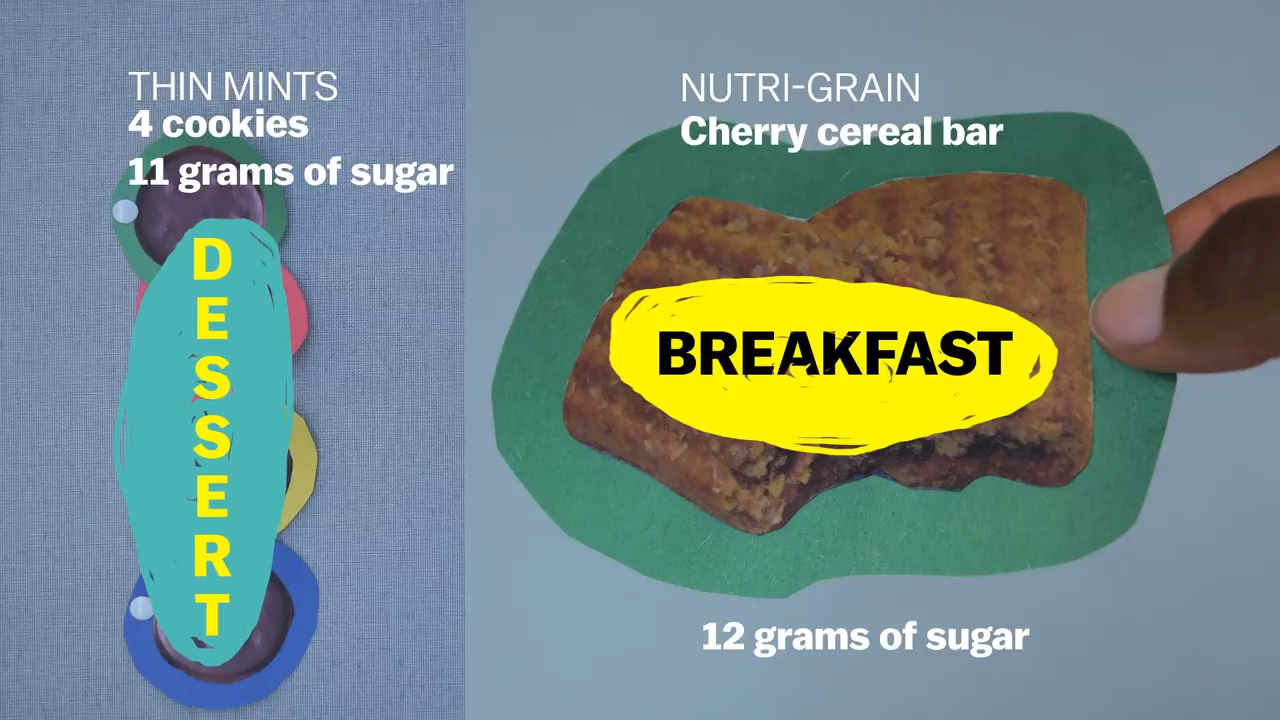 THIN MINTS
4 cookies
11 grams of sugar
DESSERT
NUTRI-GRAIN
Cherry cereal bar
BREAKFAST
12 grams of sugar